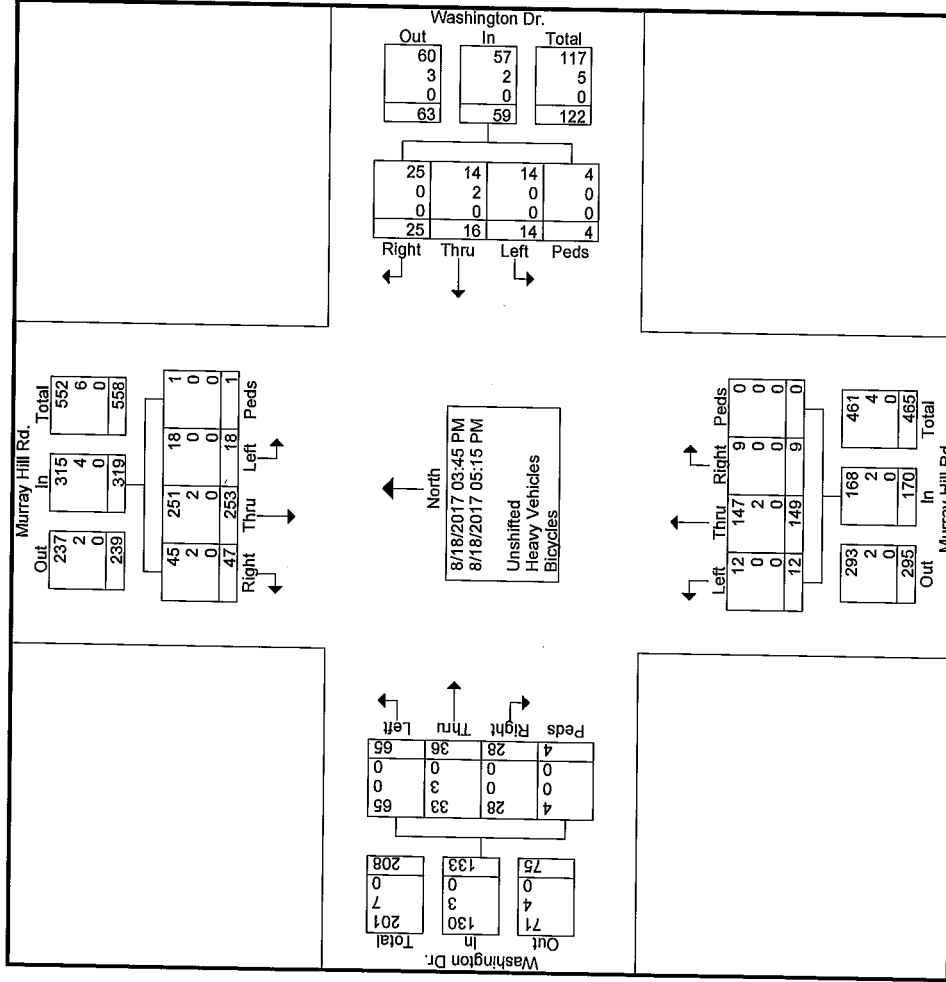 Washington Dr.
Out In Total
60 57 117
3 2 5
0 0 0
63 59 122
25 14 14 4
0 2 0 0
0 0 0 0
25 16 14 4
Right Thru Left Peds
Murray Hill Rd.
Out In Total
237 315 552
2 4 6
0 0 0
239 319 558
45 251 18 1
2 2 0 0
0 0 0 0
47 253 18 1
Right Thru Left Peds
North
8/18/2017 03:45 PM
8/18/2017 05:15 PM
Unshifted
Heavy Vehicles
Bicycles
Left Thru Right Peds
12 147 9 0
0 2 0 0
0 0 0 0
12 149 9 0
293 168 461
2 2 4
0 0 0
295 170 465
Out In Total
Murray Hill Rd.
Left Thru Right Peds
65 36 28 4
0 0 0 0
0 3 0 0
65 33 28 4
208 133 75
0 0 0
7 3 4
201 130 71
Total In Out
Washington Dr.